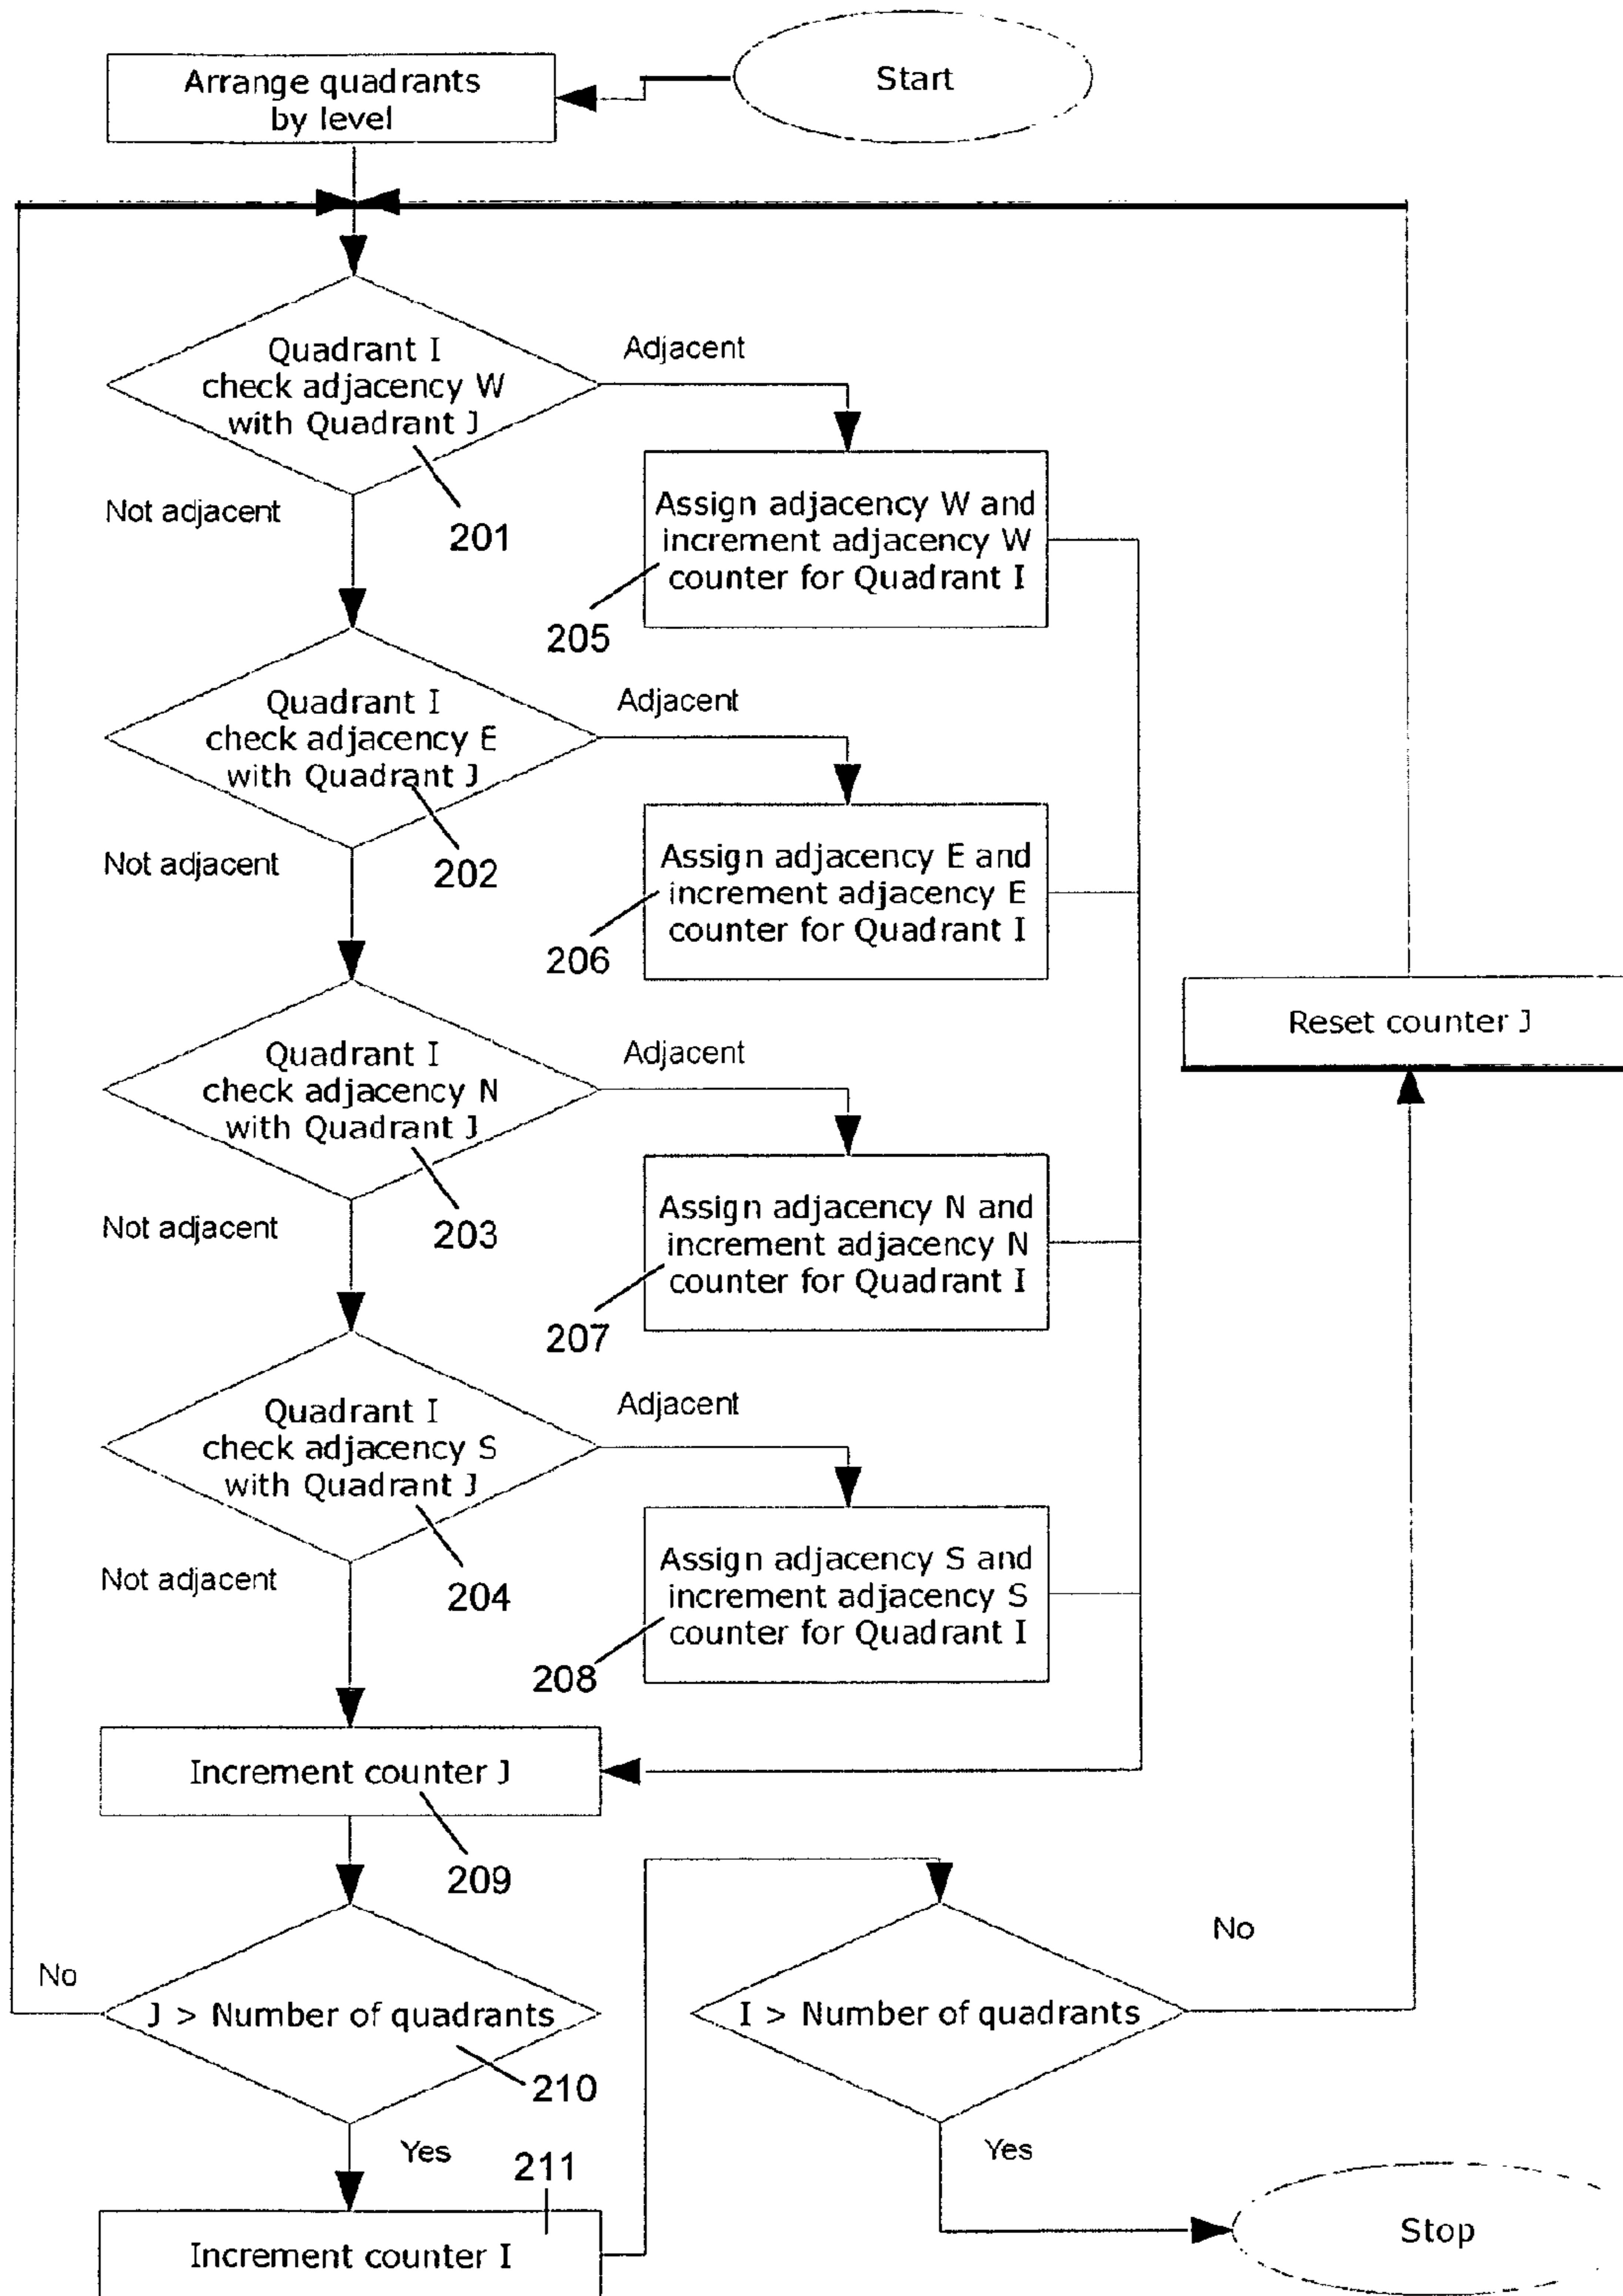 Start
Arrange quadrants
by level
Quadrant I
check adjacency W
with Quadrant J
Adjacent
Not adjacent
201
Assign adjacency W and
increment adjacency W
counter for Quadrant I
205
Quadrant I
check adjacency E
with Quadrant J
Adjacent
Not adjacent
202
Assign adjacency E and
increment adjacency E
counter for Quadrant I
206
Quadrant I
check adjacency N
with Quadrant J
Adjacent
Not adjacent
203
Assign adjacency N and
increment adjacency N
counter for Quadrant I
207
Reset counter J
Quadrant I
check adjacency S
with Quadrant J
Adjacent
Not adjacent
204
Assign adjacency S and
increment adjacency S
counter for Quadrant I
208
Increment counter J
209
No
J > Number of quadrants
210
Yes
211
Increment counter I
I > Number of quadrants
No
Yes
Stop